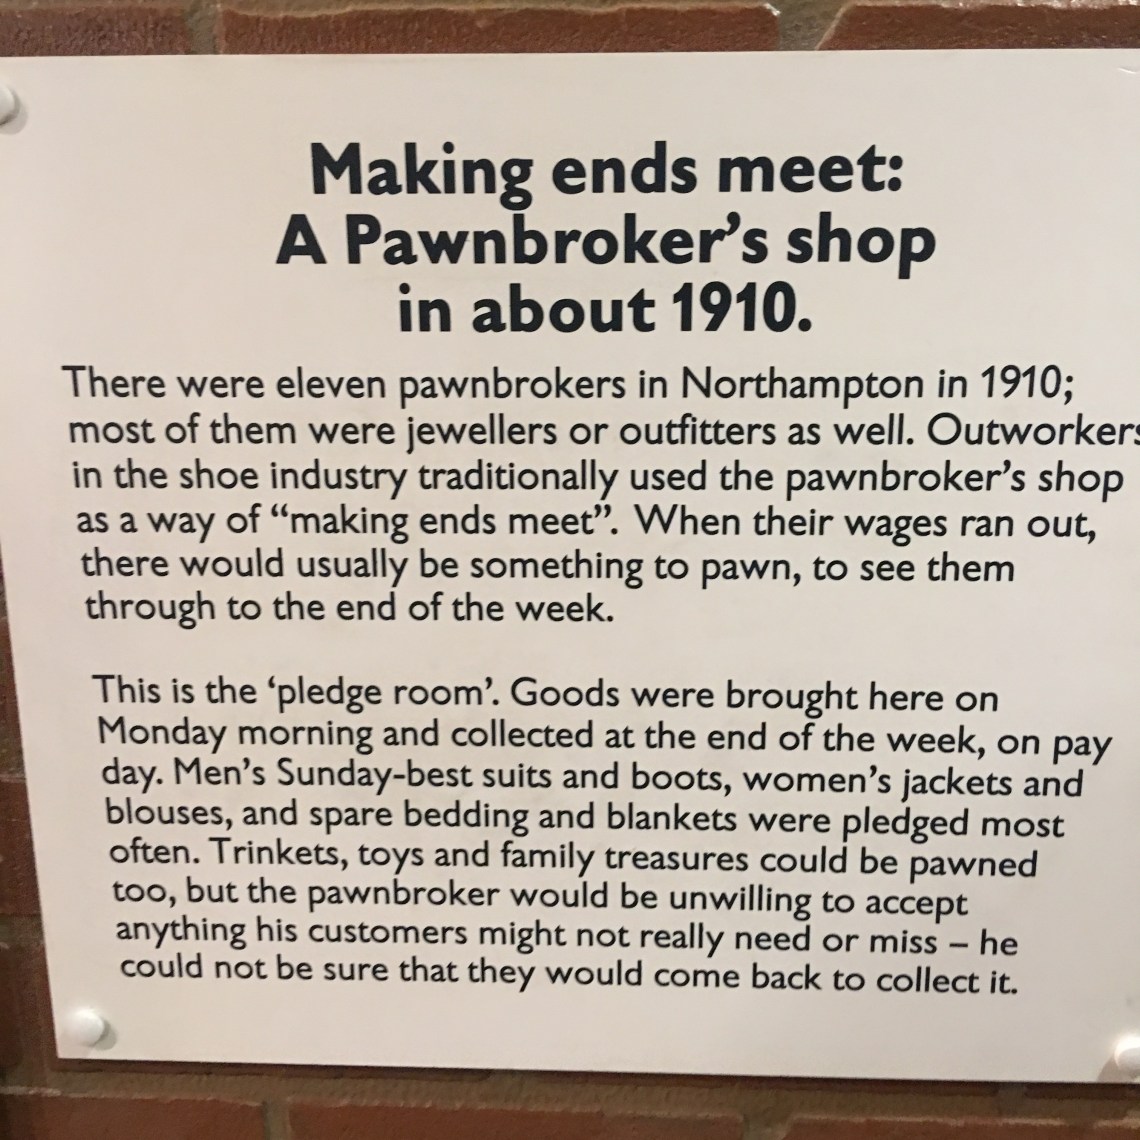 Making ends meet:
A Pawnbroker's shop
in about 1910.
There were eleven pawnbrokers in Northampton in 1910;
most of them were jewellers or outfitters as well. Outworkers
in the shoe industry traditionally used the pawnbroker's shop
as a way of “making ends meet”. When their wages ran out,
there would usually be something to pawn, to see them
through to the end of the week.
This is the ‘pledge room’. Goods were brought here on
Monday morning and collected at the end of the week, on pay
day. Men's Sunday-best suits and boots, women's jackets and
blouses, and spare bedding and blankets were pledged most
often. Trinkets, toys and family treasures could be pawned
too, but the pawnbroker would be unwilling to accept
anything his customers might not really need or miss – he
could not be sure that they would come back to collect it.